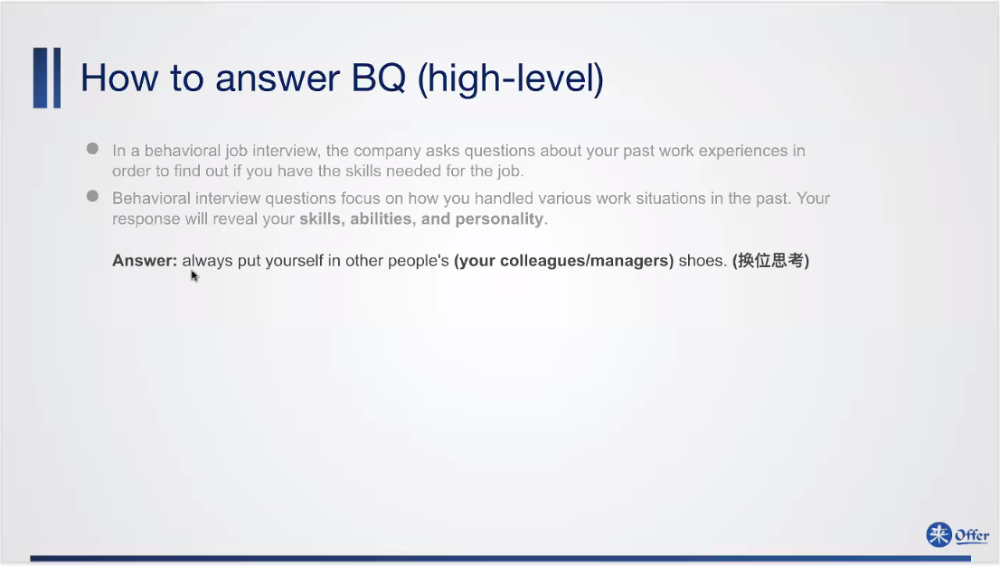 How to answer BQ (high-level)
In a behavioral job interview, the company asks questions about your past work experiences in
order to find out if you have the skills needed for the job.
Behavioral interview questions focus on how you handled various work situations in the past. Your
response will reveal your skills, abilities, and personality.
Answer: always put yourself in other people's (your colleagues/managers) shoes. (换位思考)
来 Offer